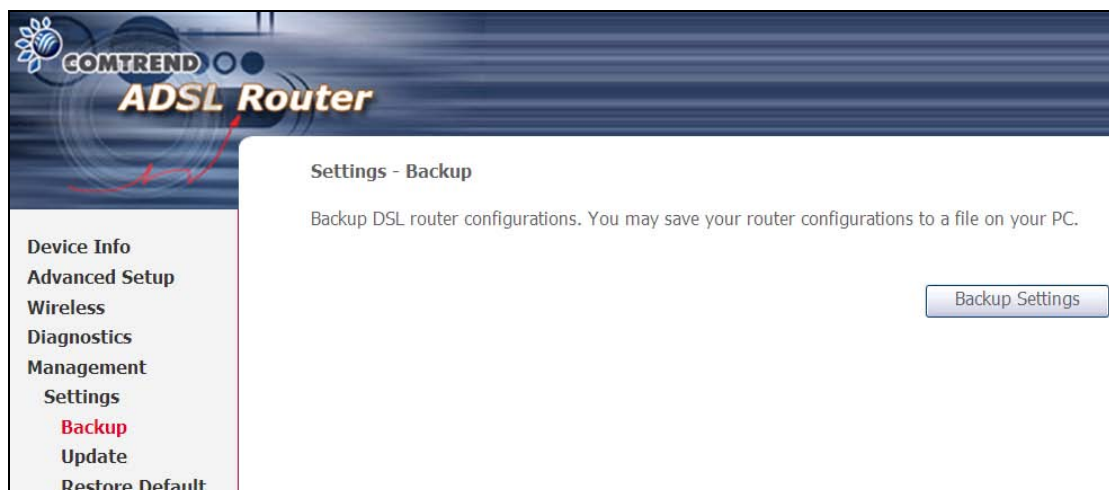 COMTREND
ADSL Router
Settings - Backup
Backup DSL router configurations. You may save your router configurations to a file on your PC.
Backup Settings
Device Info
Advanced Setup
Wireless
Diagnostics
Management
Settings
Backup
Update
Restore Default